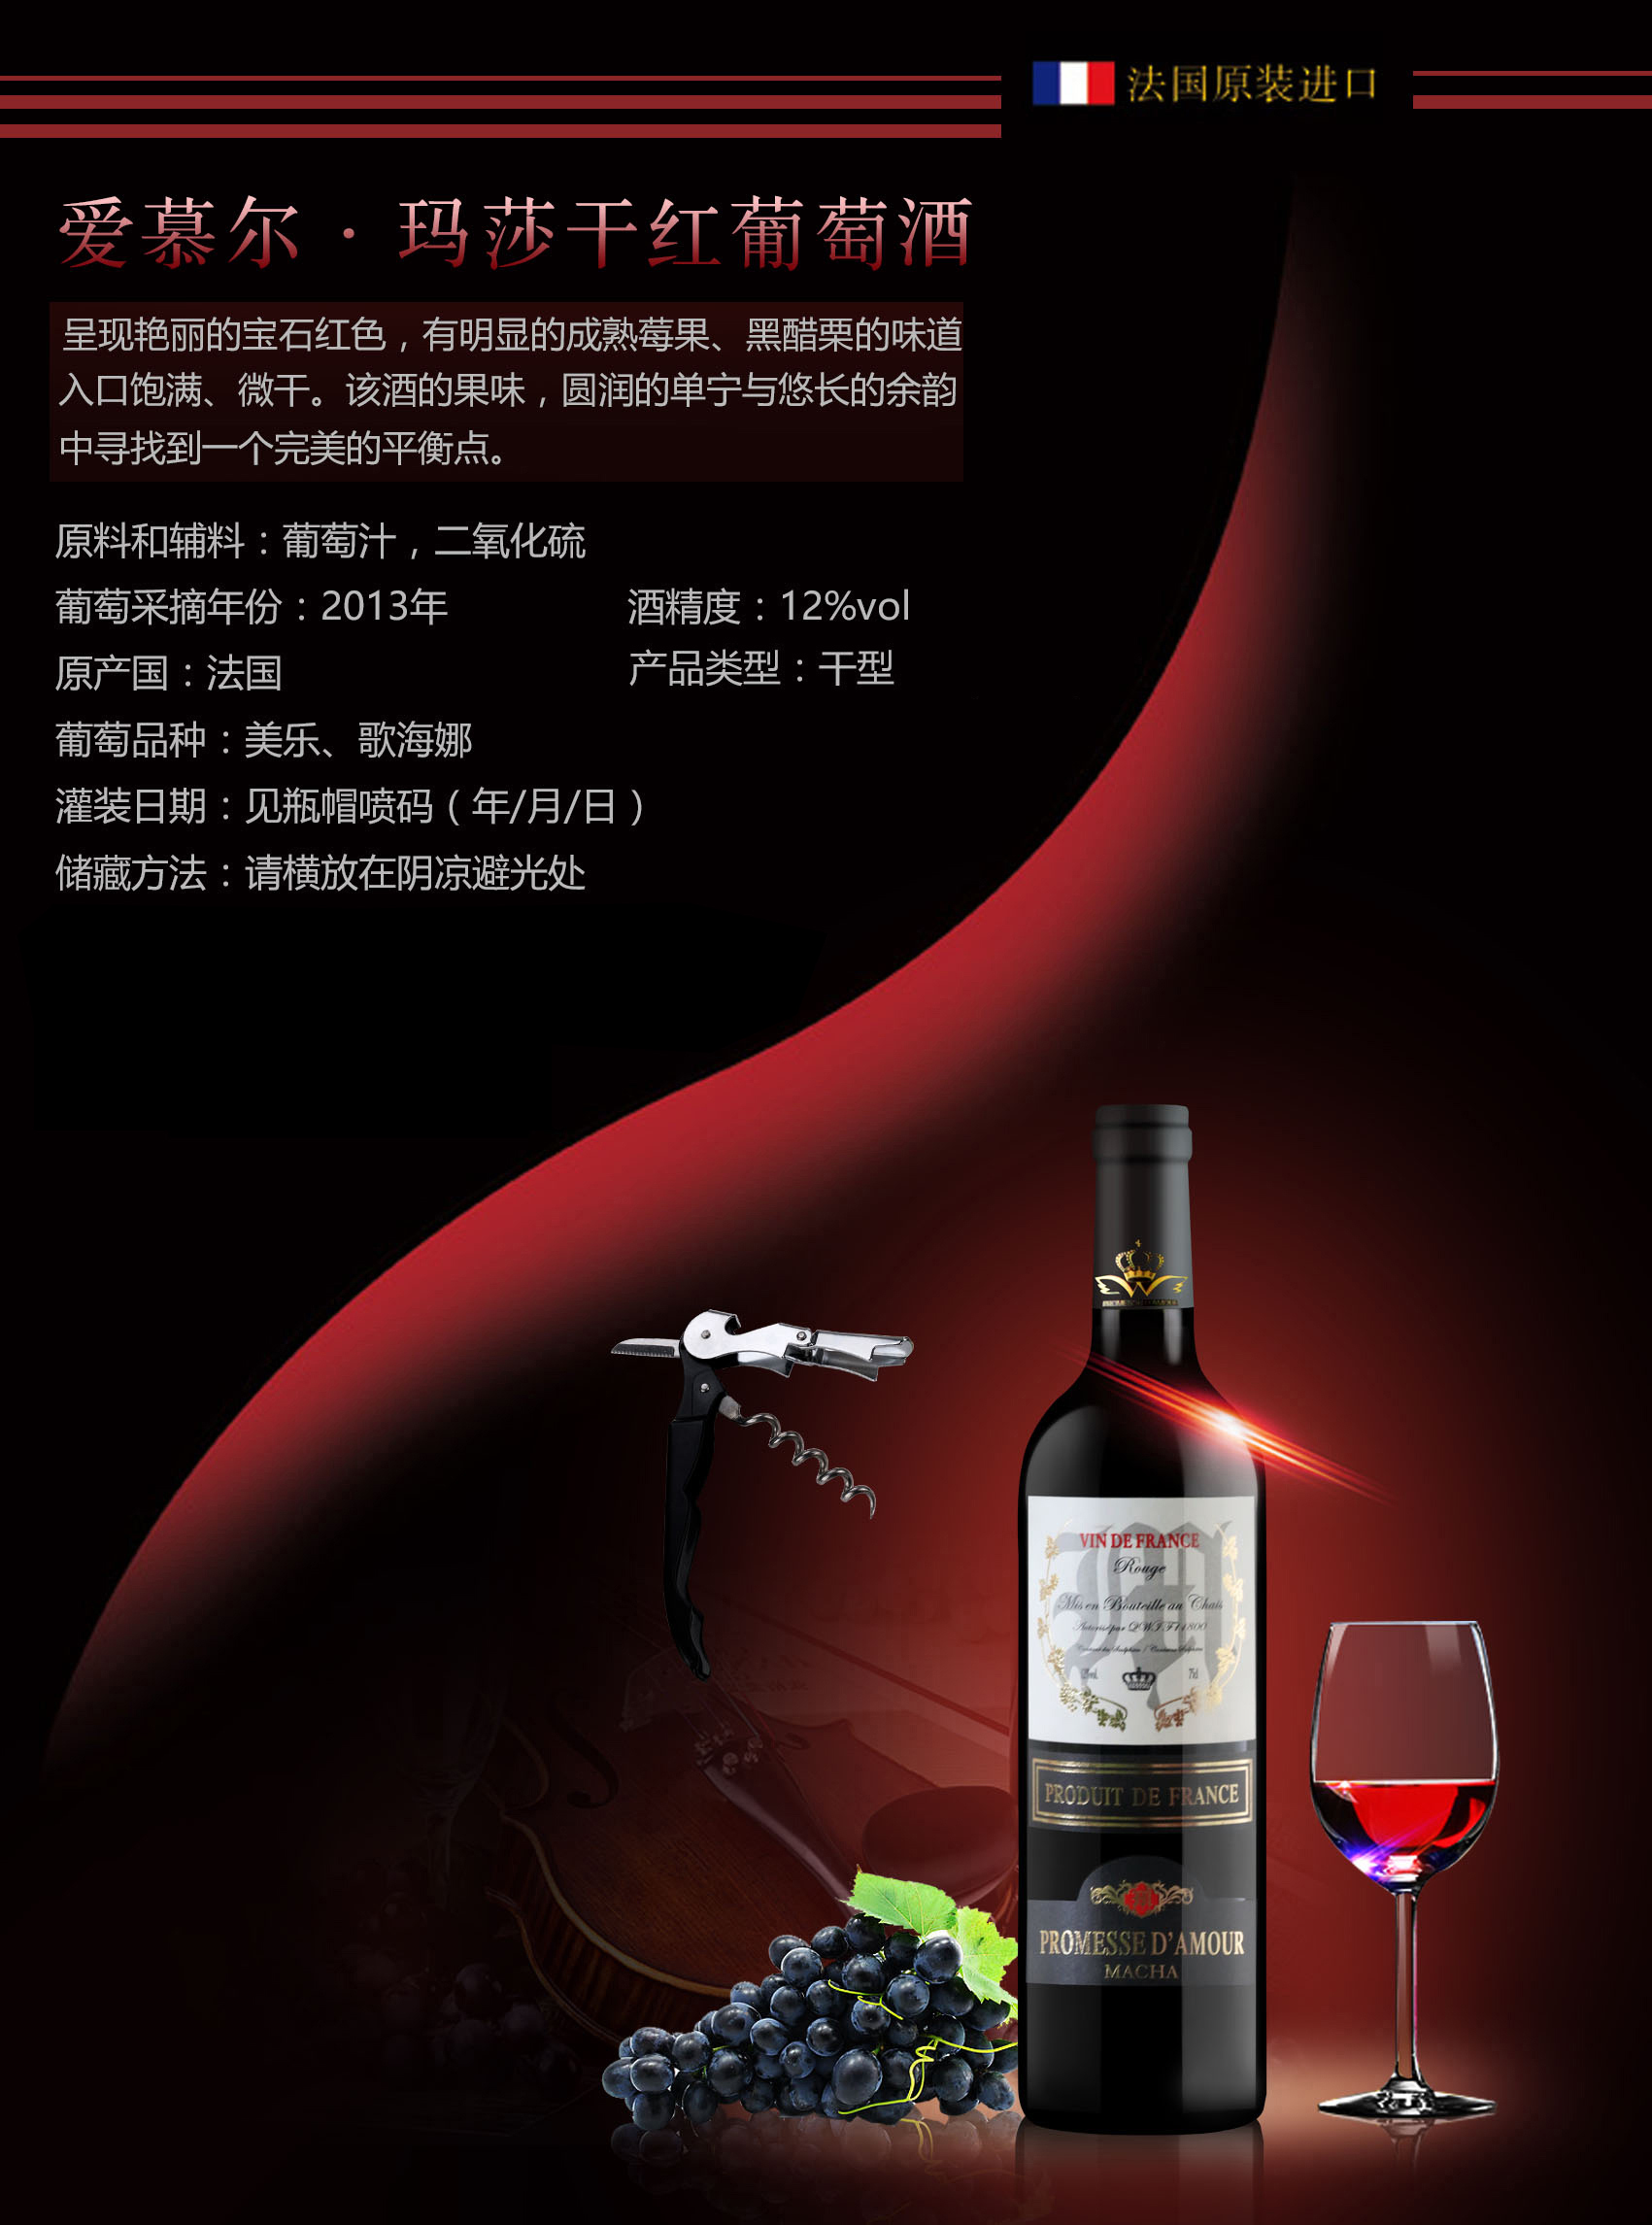 法国原装进口
爱慕尔·玛莎干红葡萄酒
呈现艳丽的宝石红色，有明显的成熟莓果、黑醋栗的味道
入口饱满、微干。该酒的果味，圆润的单宁与悠长的余韵
中寻找到一个完美的平衡点。
原料和辅料：葡萄汁，二氧化硫
葡萄采摘年份：2013年
酒精度：12%vol
原产国：法国
产品类型：干型
葡萄品种：美乐、歌海娜
灌装日期：见瓶帽喷码（年/月/日）
储藏方法：请横放在阴凉避光处
VIN DE FRANCE
Rouge
Mis en Bouteille au Chais
75cl
PRODUIT DE FRANCE
PROMESSE D'AMOUR
MACHA